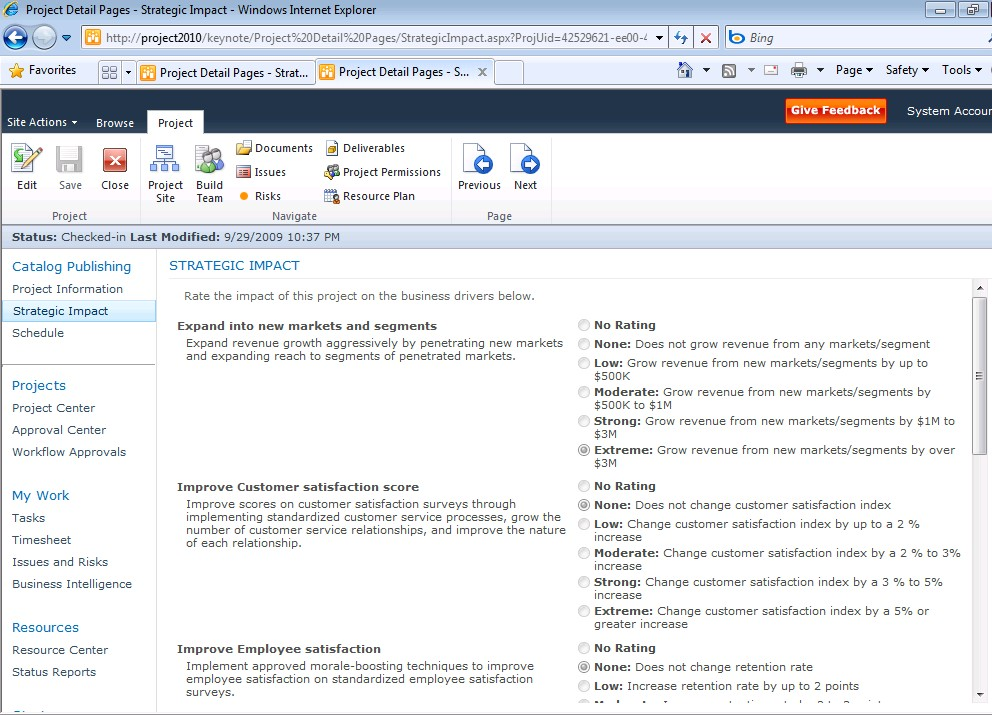 Project Detail Pages - Strategic Impact - Windows Internet Explorer
http://project2010/keynote/Project%20Detail%20Pages/StrategicImpact.aspx?ProjUid=42529621-ee00-4
Bing
Favorites
Project Detail Pages - Strat...
Project Detail Pages - S...
Page
Safety
Tools
Give Feedback
System Accoun
Site Actions
Browse
Project
Edit
Save
Close
Project
Project
Site
Build
Team
Documents
Issues
Risks
Deliverables
Project Permissions
Resource Plan
Navigate
Previous
Next
Page
Status: Checked-in Last Modified: 9/29/2009 10:37 PM
Catalog Publishing
Project Information
Strategic Impact
Schedule
Projects
Project Center
Approval Center
Workflow Approvals
My Work
Tasks
Timesheet
Issues and Risks
Business Intelligence
Resources
Resource Center
Status Reports
STRATEGIC IMPACT
Rate the impact of this project on the business drivers below.
Expand into new markets and segments
Expand revenue growth aggressively by penetrating new markets
and expanding reach to segments of penetrated markets.
No Rating
None: Does not grow revenue from any markets/segment
Low: Grow revenue from new markets/segments by up to
$500K
Moderate: Grow revenue from new markets/segments by
$500K to $1M
Strong: Grow revenue from new markets/segments by $1M to
$3M
Extreme: Grow revenue from new markets/segments by over
$3M
Improve Customer satisfaction score
Improve scores on customer satisfaction surveys through
implementing standardized customer service processes, grow the
number of customer service relationships, and improve the nature
of each relationship.
No Rating
None: Does not change customer satisfaction index
Low: Change customer satisfaction index by up to a 2 %
increase
Moderate: Change customer satisfaction index by a 2 % to 3%
increase
Strong: Change customer satisfaction index by a 3 % to 5%
increase
Extreme: Change customer satisfaction index by a 5% or
greater increase
Improve Employee satisfaction
Implement approved morale-boosting techniques to improve
employee satisfaction on standardized employee satisfaction
surveys.
No Rating
None: Does not change retention rate
Low: Increase retention rate by up to 2 points